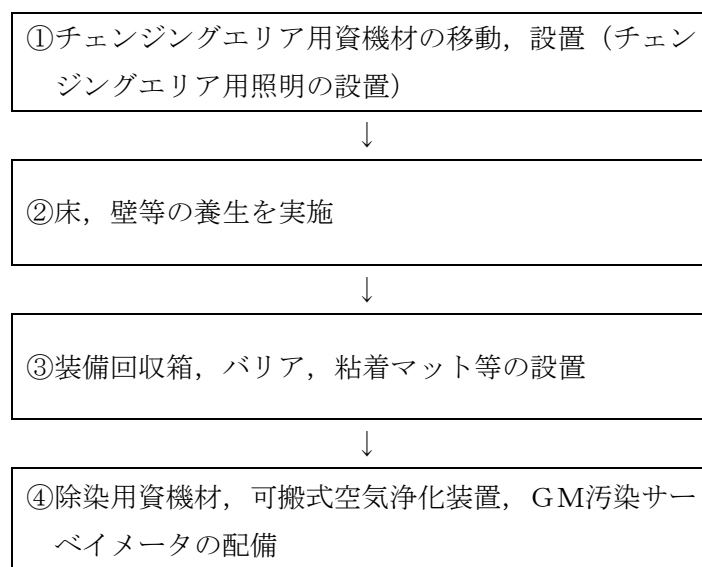 ①チェンジングエリア用資機材の移動，設置（チェン
ジングエリア用照明の設置）
↓
②床，壁等の養生を実施
↓
③装備回収箱，バリア，粘着マット等の設置
↓
④除染用資機材，可搬式空気浄化装置，ＧＭ汚染サー
ベイメータの配備